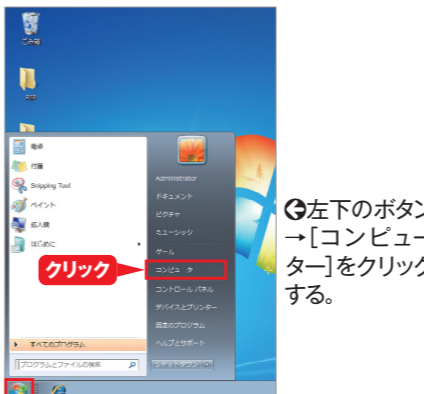 ごみ箱
電卓
付箋
Snipping Tool
ペイント
拡大鏡
はじめに
すべてのプログラム
プログラムとファイルの検索
Administrator
ドキュメント
ピクチャ
ミュージック
ゲーム
コンピューター
コントロール パネル
デバイスとプリンター
既定のプログラム
ヘルプとサポート
シャットダウン
クリック
左下のボタン
→[コンピュー
ター]をクリック
する。